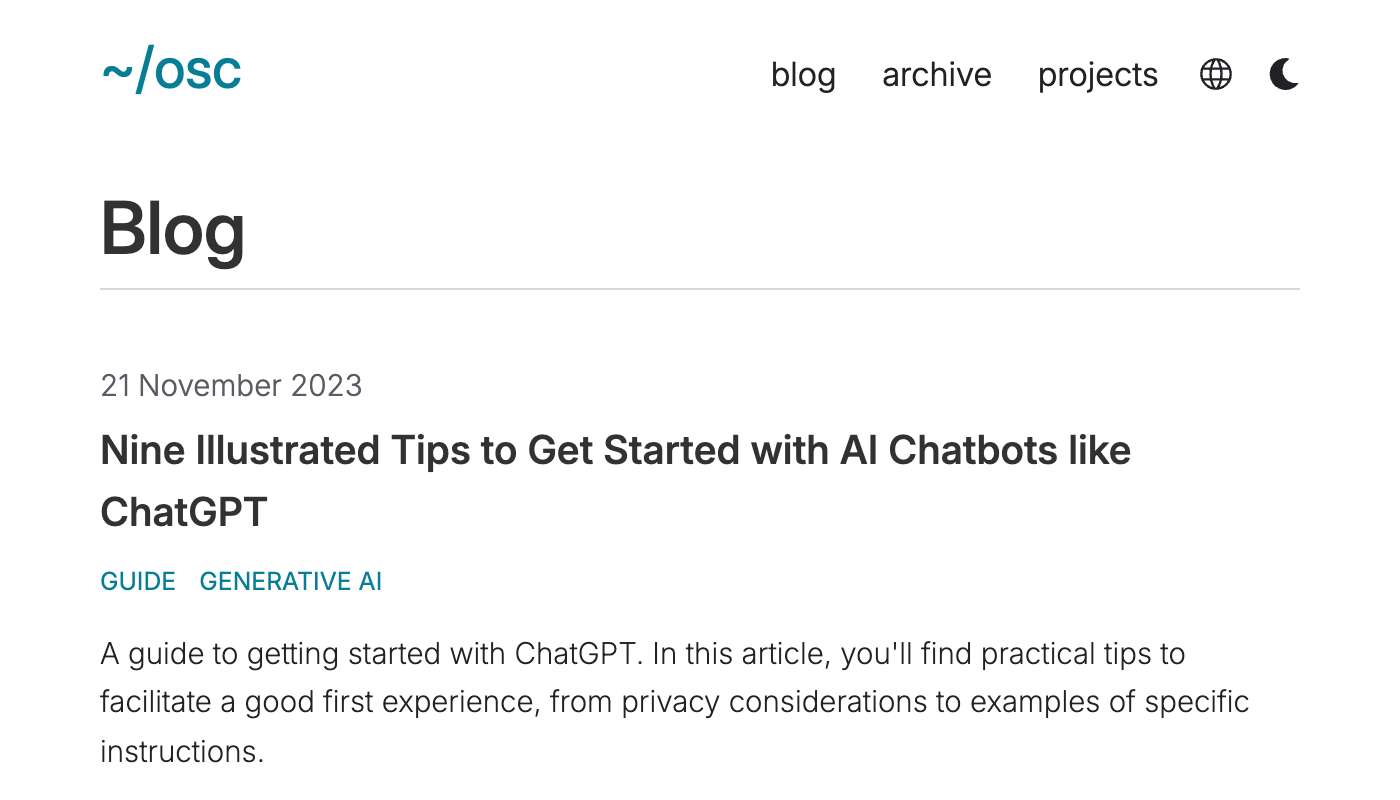 ~/osc
blog archive projects
Blog
21 November 2023
Nine Illustrated Tips to Get Started with AI Chatbots like
ChatGPT
GUIDE GENERATIVE AI
A guide to getting started with ChatGPT. In this article, you'll find practical tips to
facilitate a good first experience, from privacy considerations to examples of specific
instructions.